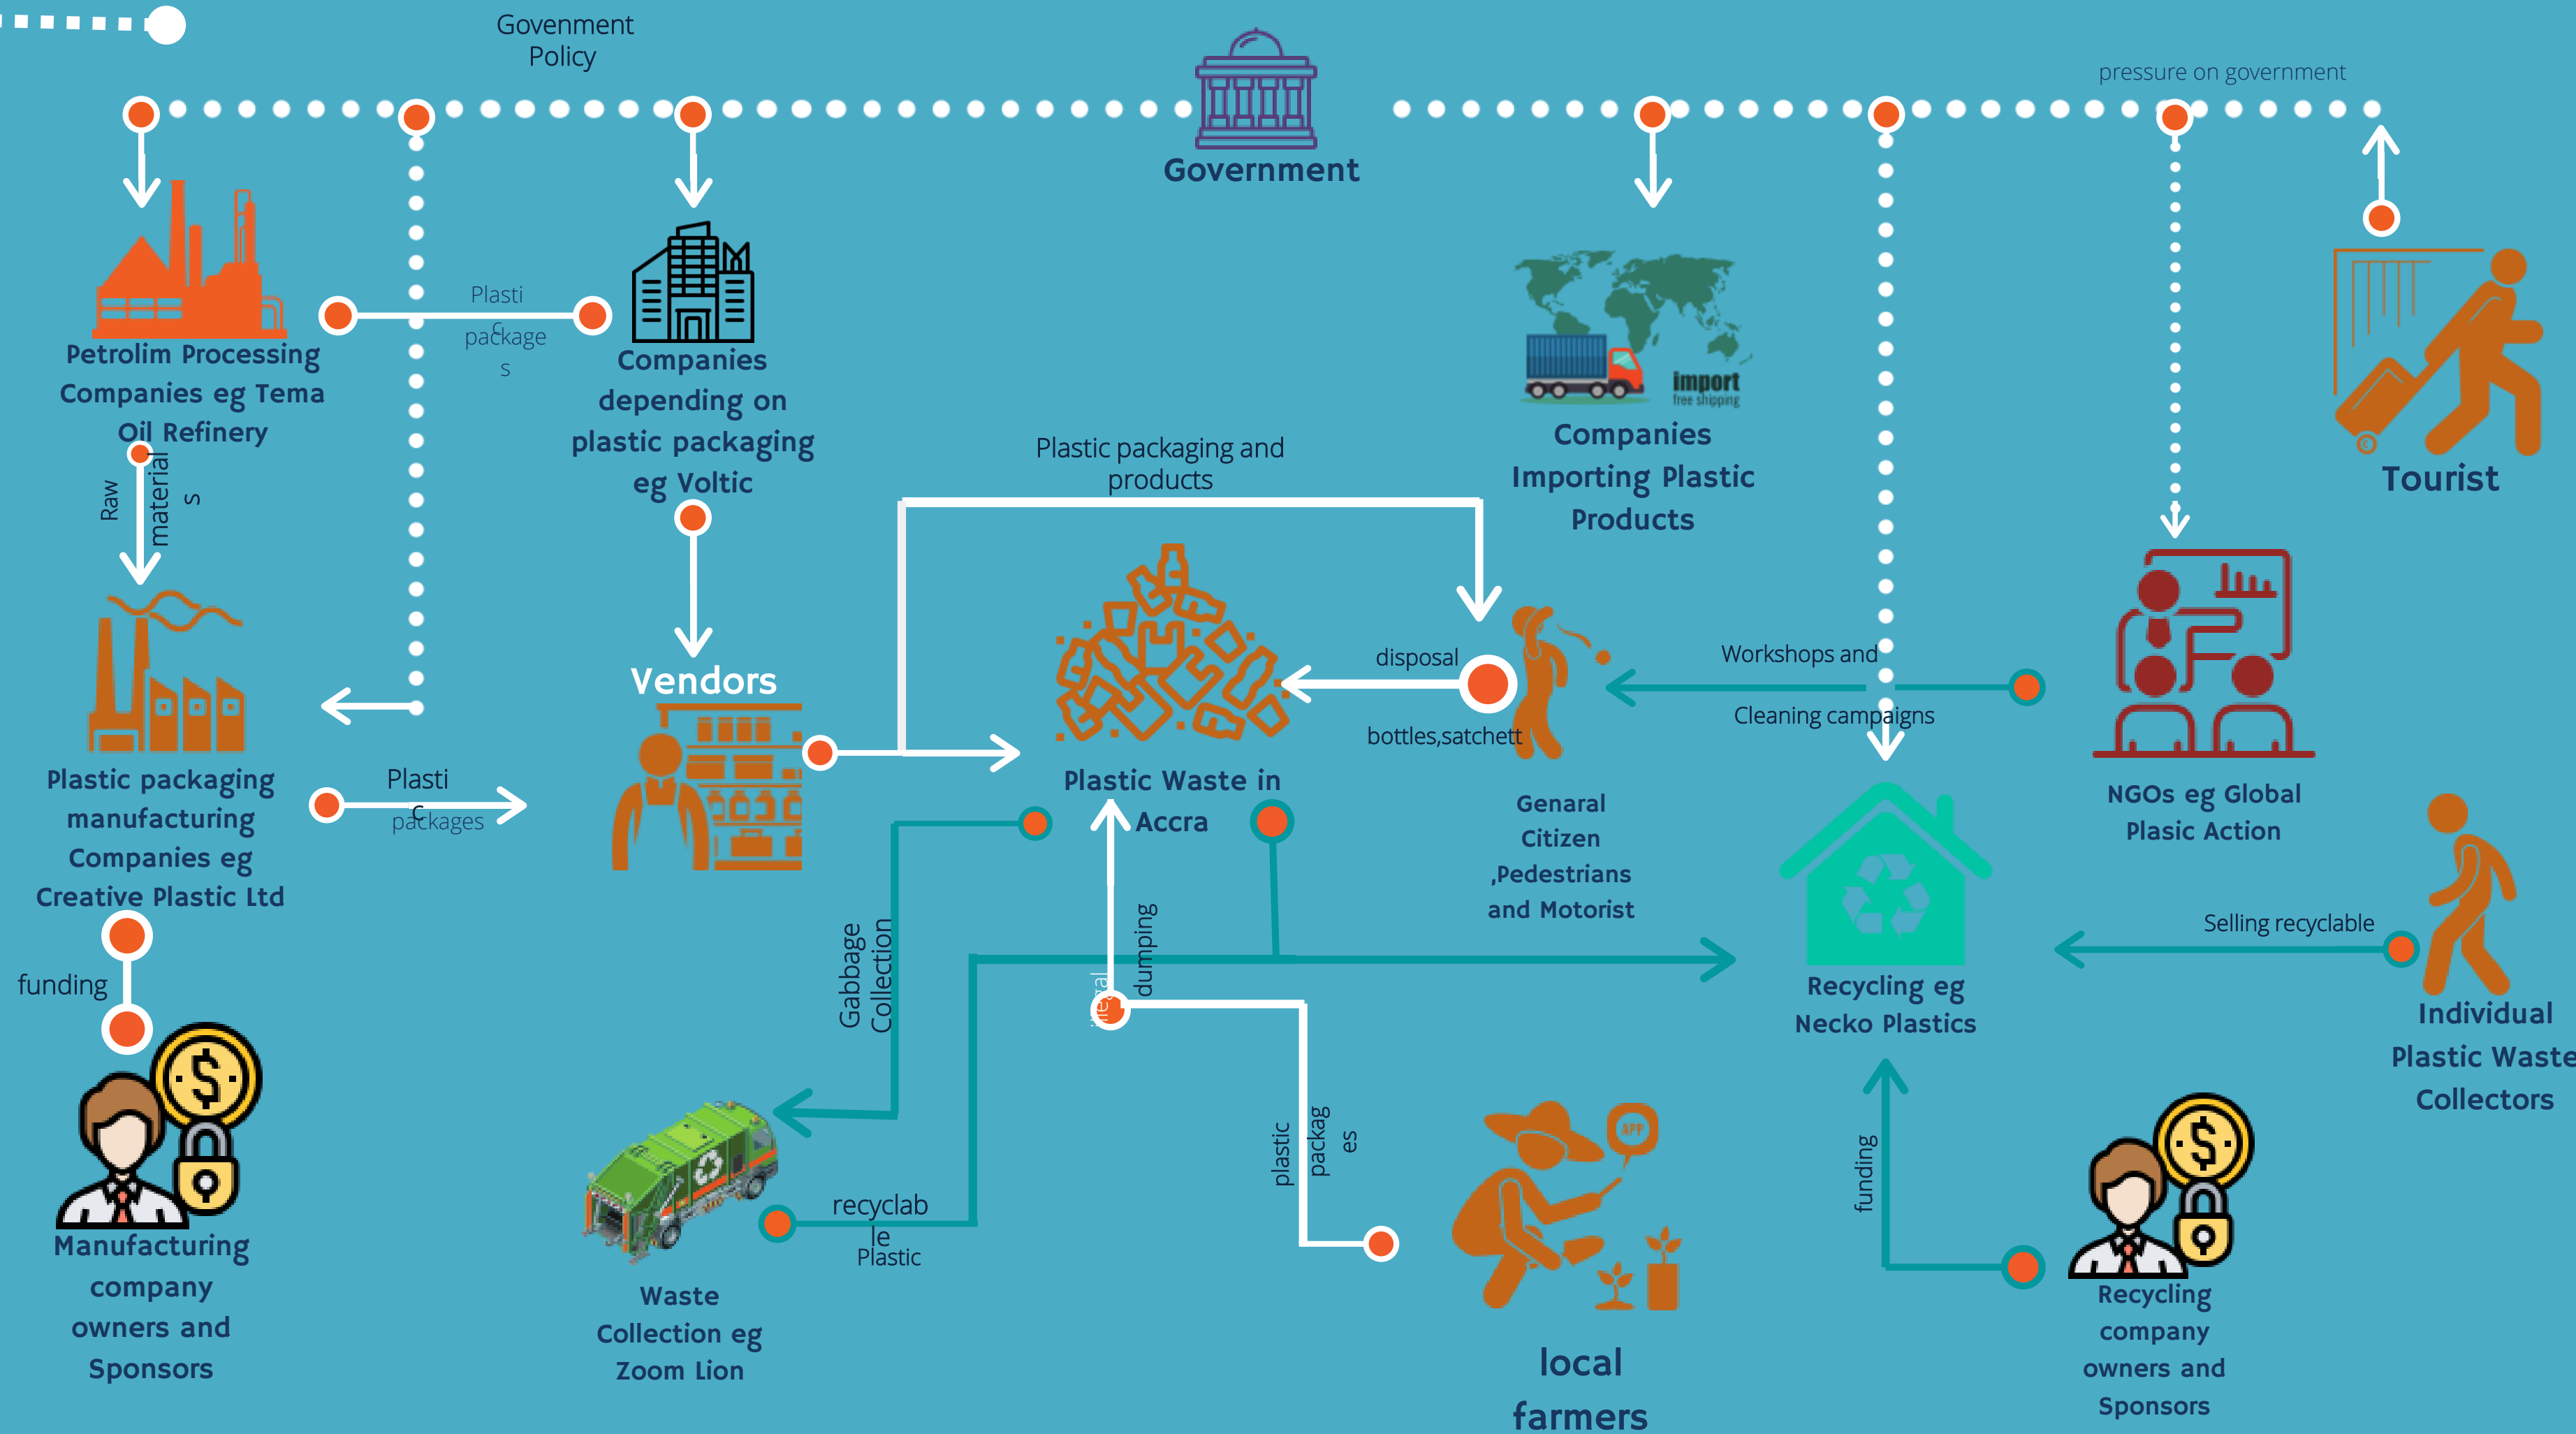 Govenment
Policy
pressure on government
Government
Plasti
c
package
s
Petrolim Processing
Companies eg Tema
Oil Refinery
Companies
depending on
plastic packaging
eg Voltic
import
free shipping
Companies
Importing Plastic
Products
Tourist
Raw
material
s
Plastic packaging and
products
Vendors
disposal
bottles,satchett
Workshops and
Cleaning campaigns
Plastic packaging
manufacturing
Companies eg
Creative Plastic Ltd
Plasti
c
packages
Plastic Waste in
Accra
Genaral
Citizen
,Pedestrians
and Motorist
NGOs eg Global
Plasic Action
funding
Gabbage
Collection
illegal
dumping
Recycling eg
Necko Plastics
Selling recyclable
Individual
Plastic Waste
Collectors
Manufacturing
company
owners and
Sponsors
recyclab
le
Plastic
Waste
Collection eg
Zoom Lion
plastic
packag
es
APP
local
farmers
funding
Recycling
company
owners and
Sponsors